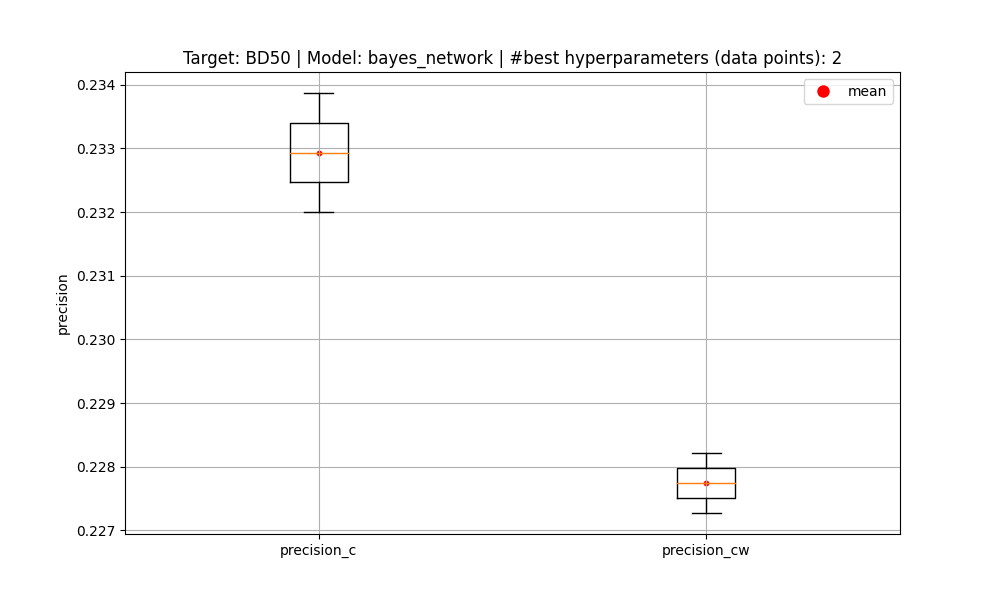 Target: BD50 | Model: bayes_network | #best hyperparameters (data points): 2
mean
0.234
0.233
0.232
0.231
0.230
0.229
0.228
0.227
precision
precision_c
precision_cw